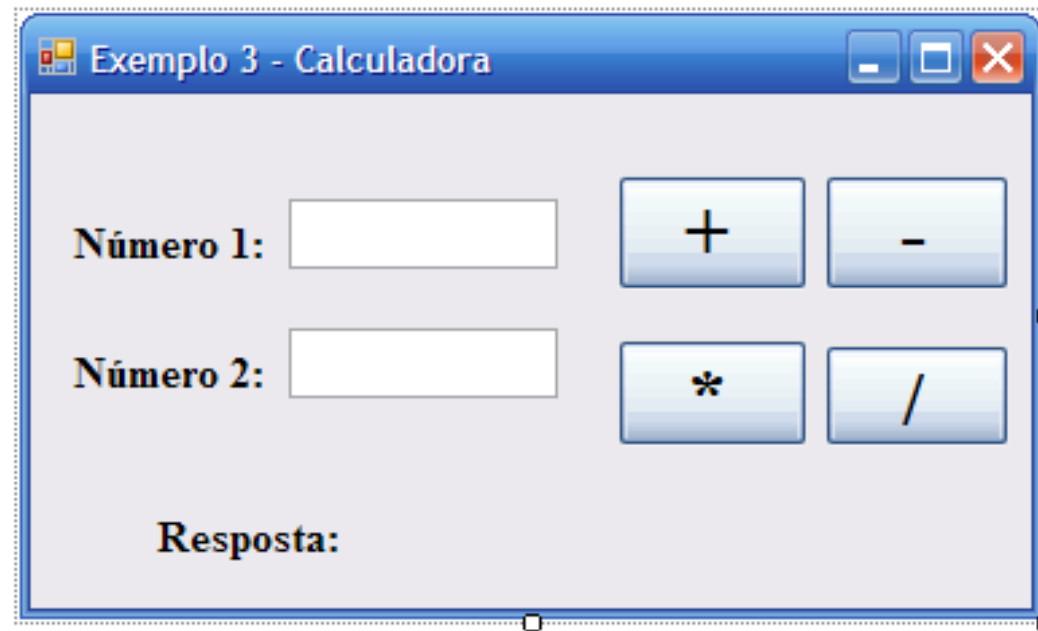 Exemplo 3 - Calculadora
Número 1:
+
-
Número 2:
*
/
Resposta: